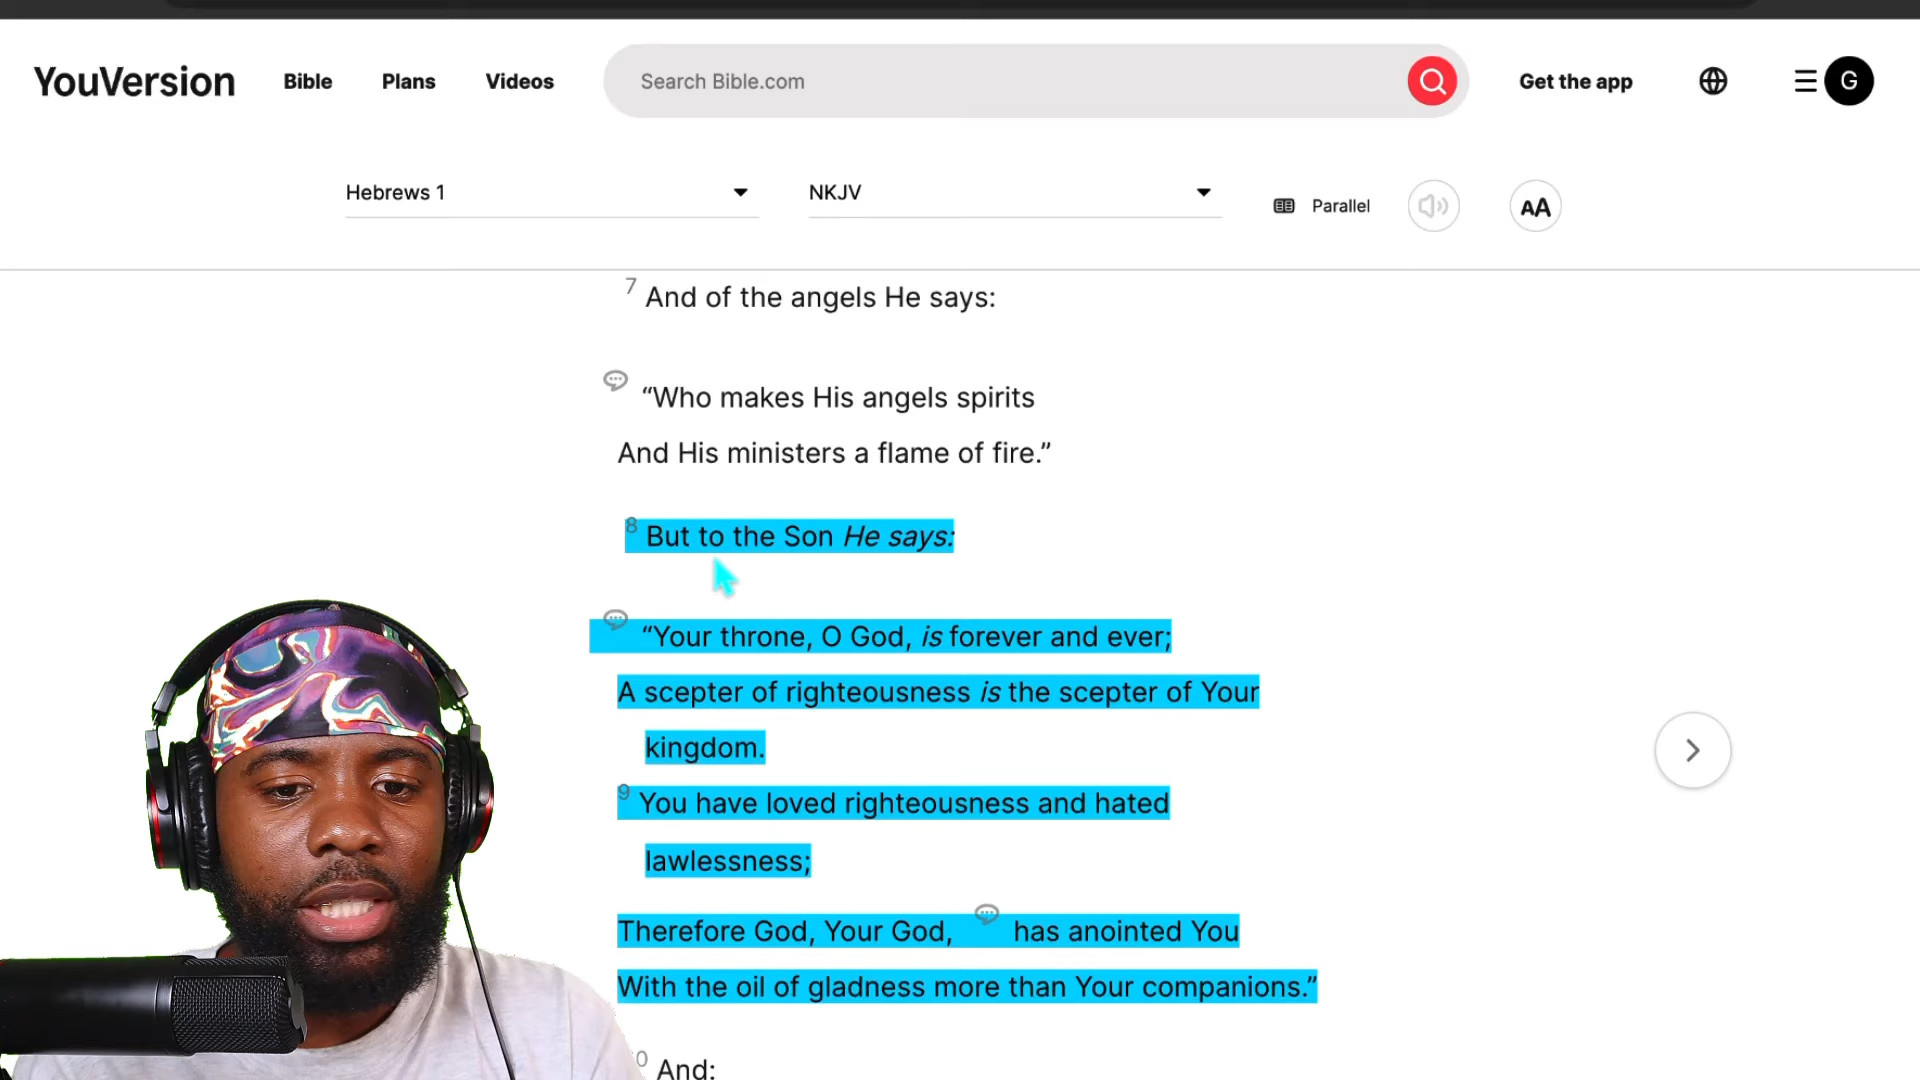 YouVersion Bible Plans Videos Search Bible.com Get the app G
Hebrews 1 NKJV Parallel AA
7 And of the angels He says:
“Who makes His angels spirits
And His ministers a flame of fire.”
8 But to the Son He says:
“Your throne, O God, is forever and ever;
A scepter of righteousness is the scepter of Your
kingdom.
9 You have loved righteousness and hated
lawlessness;
Therefore God, Your God, has anointed You
With the oil of gladness more than Your companions.”
0 And: